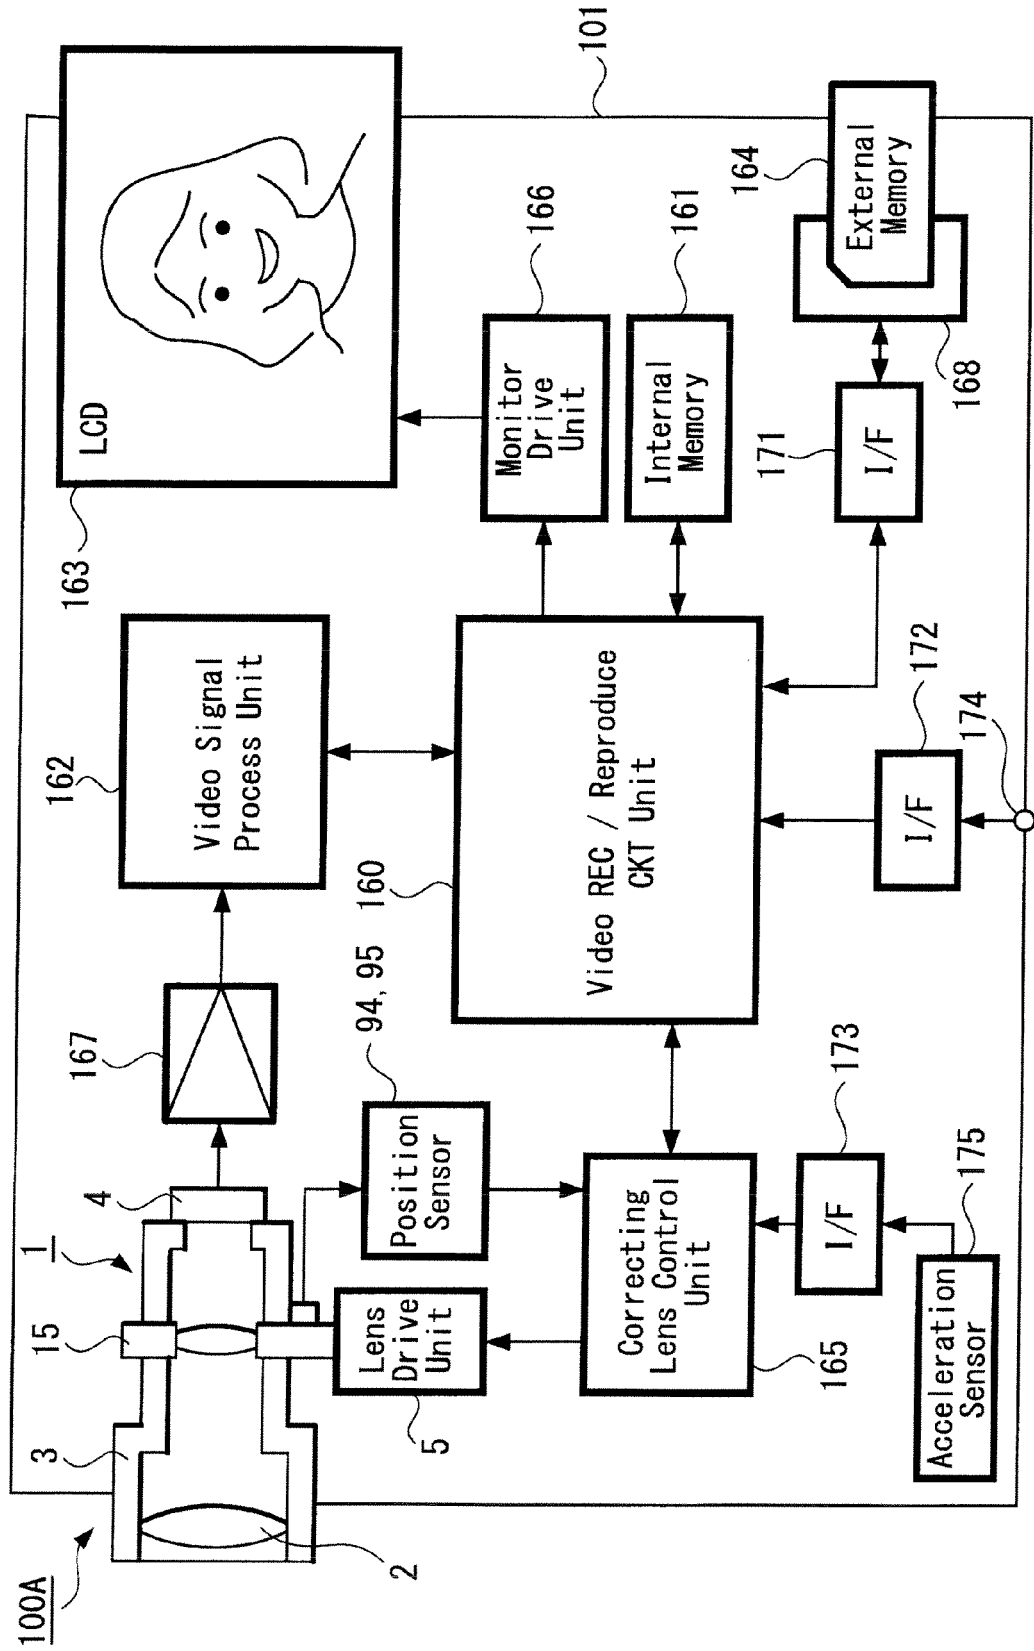 100A
1
2
3
15
4
5
Lens
Drive
Unit
94, 95
Position
Sensor
167
162
Video Signal
Process Unit
163
LCD
101
160
Video REC / Reproduce
CKT Unit
166
Monitor
Drive
Unit
161
Internal
Memory
164
External
Memory
168
171
I/F
172
I/F
174
165
Correcting
Lens Control
Unit
173
I/F
175
Acceleration
Sensor